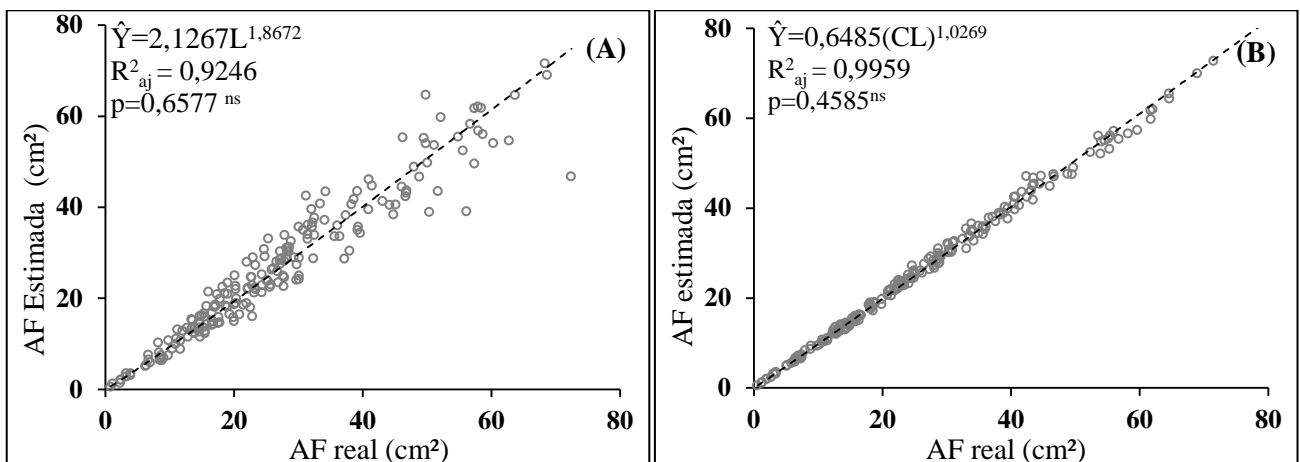 Ŷ=2,1267L^1,8672
R²aj = 0,9246
p=0,6577 ns
(A)
80
60
40
20
0
AF Estimada (cm²)
0 20 40 60 80
AF real (cm²)
Ŷ=0,6485(CL)^1,0269
R²aj = 0,9959
p=0,4585ns
(B)
80
60
40
20
0
AF estimada (cm²)
0 20 40 60 80
AF real (cm²)